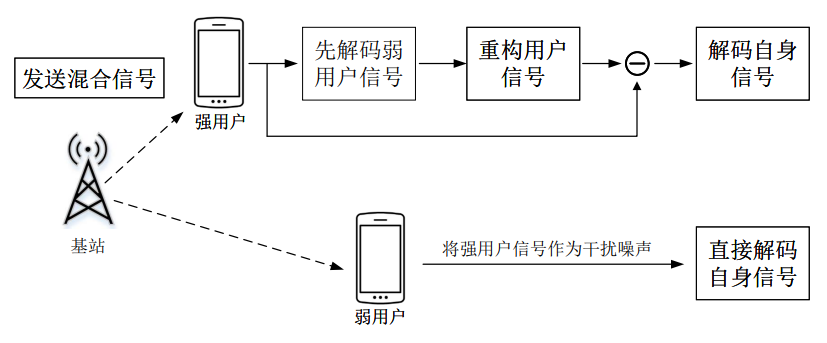 发送混合信号
强用户
先解码弱
用户信号
重构用户
信号
解码自身
信号
基站
弱用户
将强用户信号作为干扰噪声
直接解码
自身信号